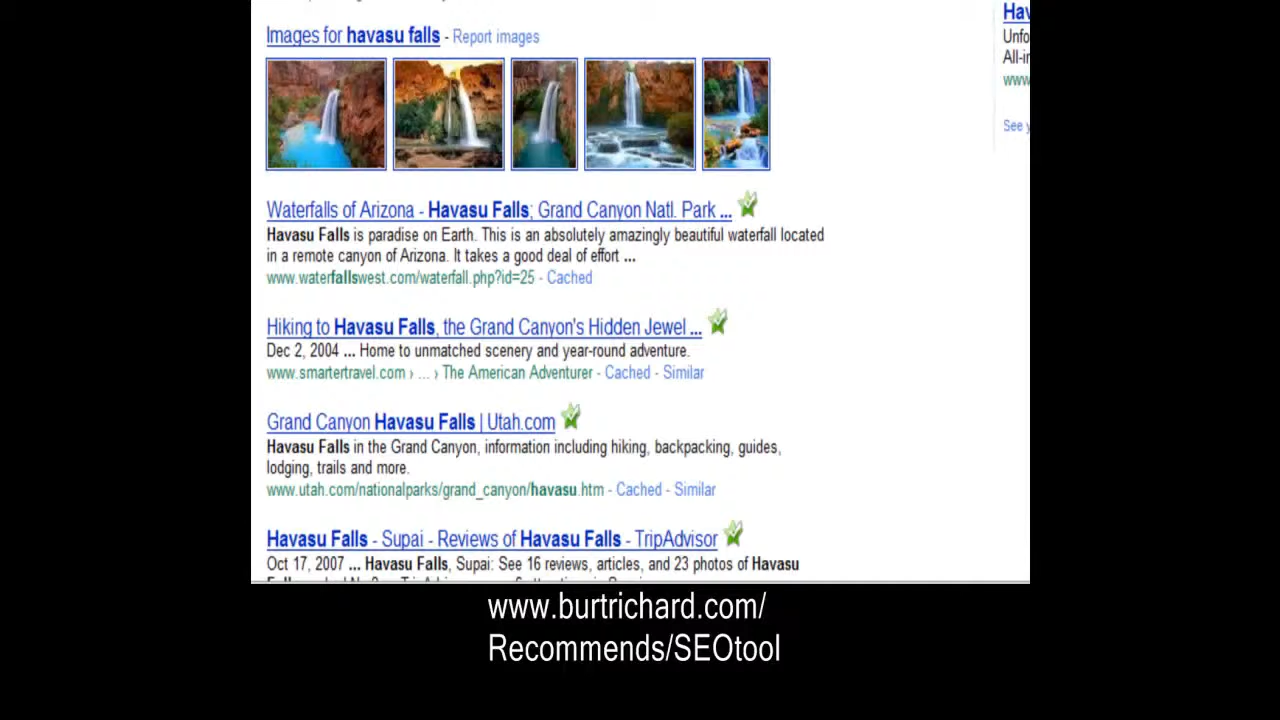 Images for havasu falls - Report images
Waterfalls of Arizona - Havasu Falls; Grand Canyon Natl. Park ...
Havasu Falls is paradise on Earth. This is an absolutely amazingly beautiful waterfall located
in a remote canyon of Arizona. It takes a good deal of effort ...
www.waterfallswest.com/waterfall.php?id=25 - Cached
Hiking to Havasu Falls, the Grand Canyon's Hidden Jewel ...
Dec 2, 2004 ... Home to unmatched scenery and year-round adventure.
www.smartertravel.com › ... › The American Adventurer - Cached - Similar
Grand Canyon Havasu Falls | Utah.com
Havasu Falls in the Grand Canyon, information including hiking, backpacking, guides,
lodging, trails and more.
www.utah.com/nationalparks/grand_canyon/havasu.htm - Cached - Similar
Havasu Falls - Supai - Reviews of Havasu Falls - TripAdvisor
Oct 17, 2007 ... Havasu Falls, Supai: See 16 reviews, articles, and 23 photos of Havasu
Hav
Unfo
All-in
www
See y
www.burtrichard.com/
Recommends/SEOtool